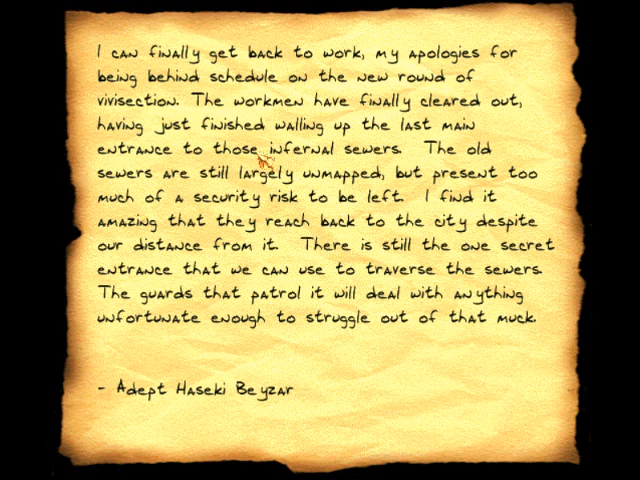 I can finally get back to work, my apologies for
being behind schedule on the new round of
vivisection. The workmen have finally cleared out,
having just finished walling up the last main
entrance to those infernal sewers. The old
sewers are still largely unmapped, but present too
much of a security risk to be left. I find it
amazing that they reach back to the city despite
our distance from it. There is still the one secret
entrance that we can use to traverse the sewers.
The guards that patrol it will deal with anything
unfortunate enough to struggle out of that muck.
- Adept Haseki Beyzar